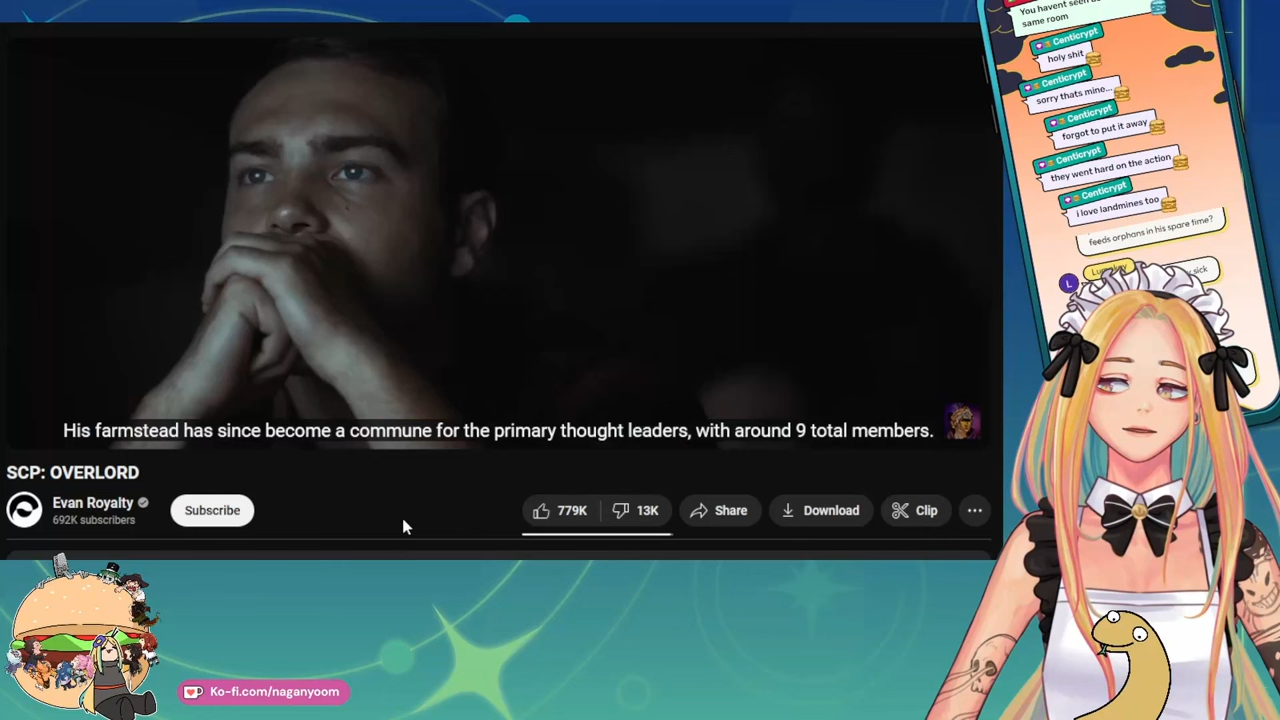 His farmstead has since become a commune for the primary thought leaders, with around 9 total members.
SCP: OVERLORD
Evan Royalty
692K subscribers
Subscribe
779K
13K
Share
Download
Clip
You havent seen
same room
Centicrypt
holy shit
Centicrypt
sorry thats mine...
Centicrypt
forgot to put it away
Centicrypt
they went hard on the action
Centicrypt
i love landmines too
feeds orphans in his spare time?
L
sick
Ko-fi.com/naganyoom